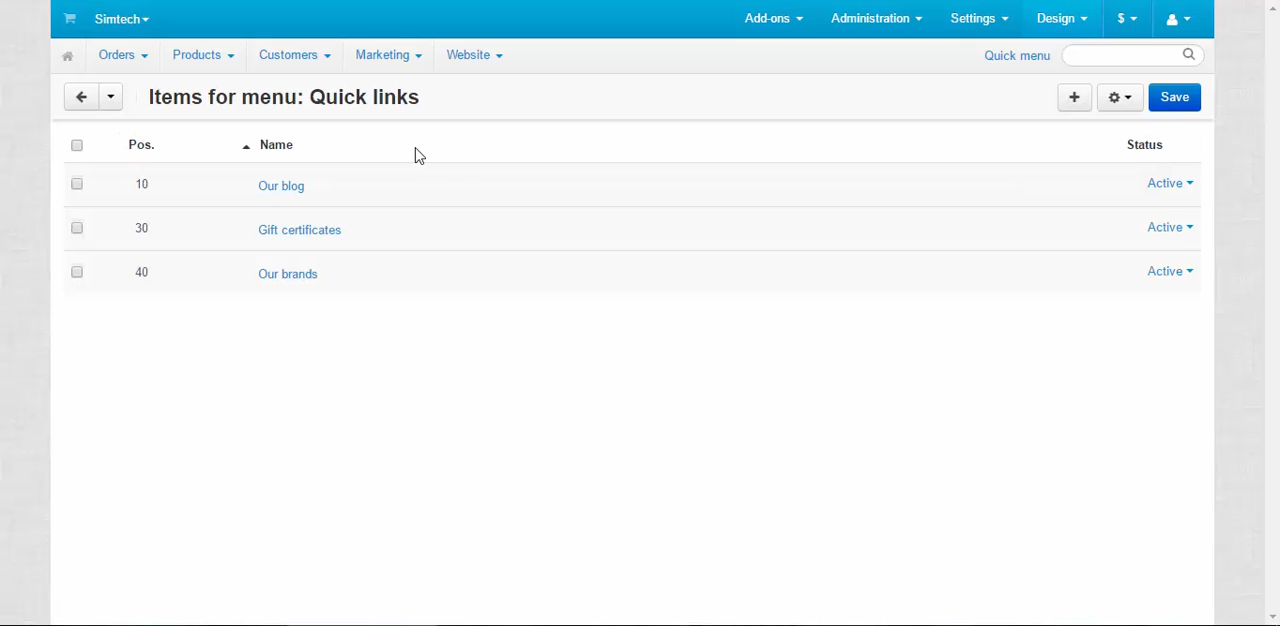 Simtech Add-ons Administration Settings Design $
Orders Products Customers Marketing Website Quick menu
Items for menu: Quick links Save
Pos. Name Status
10 Our blog Active
30 Gift certificates Active
40 Our brands Active